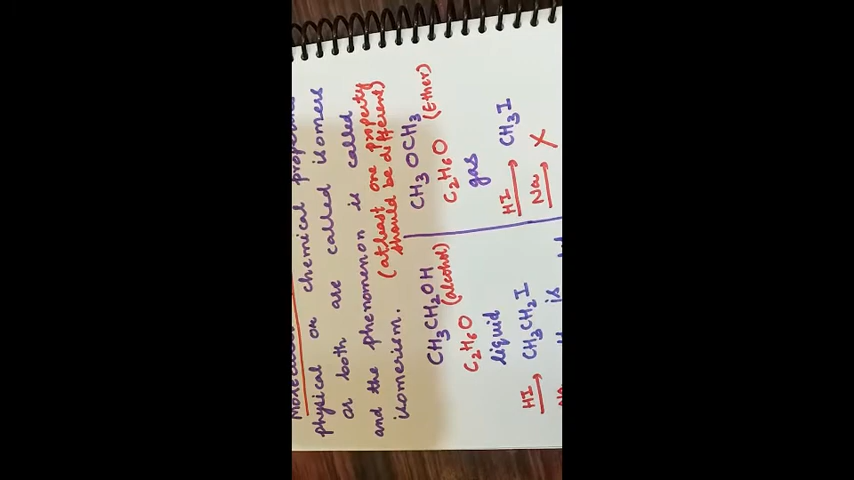 physical or chemical
or both are called isomers
and the phenomenon is called
isomerism. (atleast one property
should be different)
CH3CH2OH (alcohol)
C2H6O
liquid
HI → CH3CH2I
CH3OCH3
C2H6O (Ether)
gas
HI → CH3I
Na → X
is